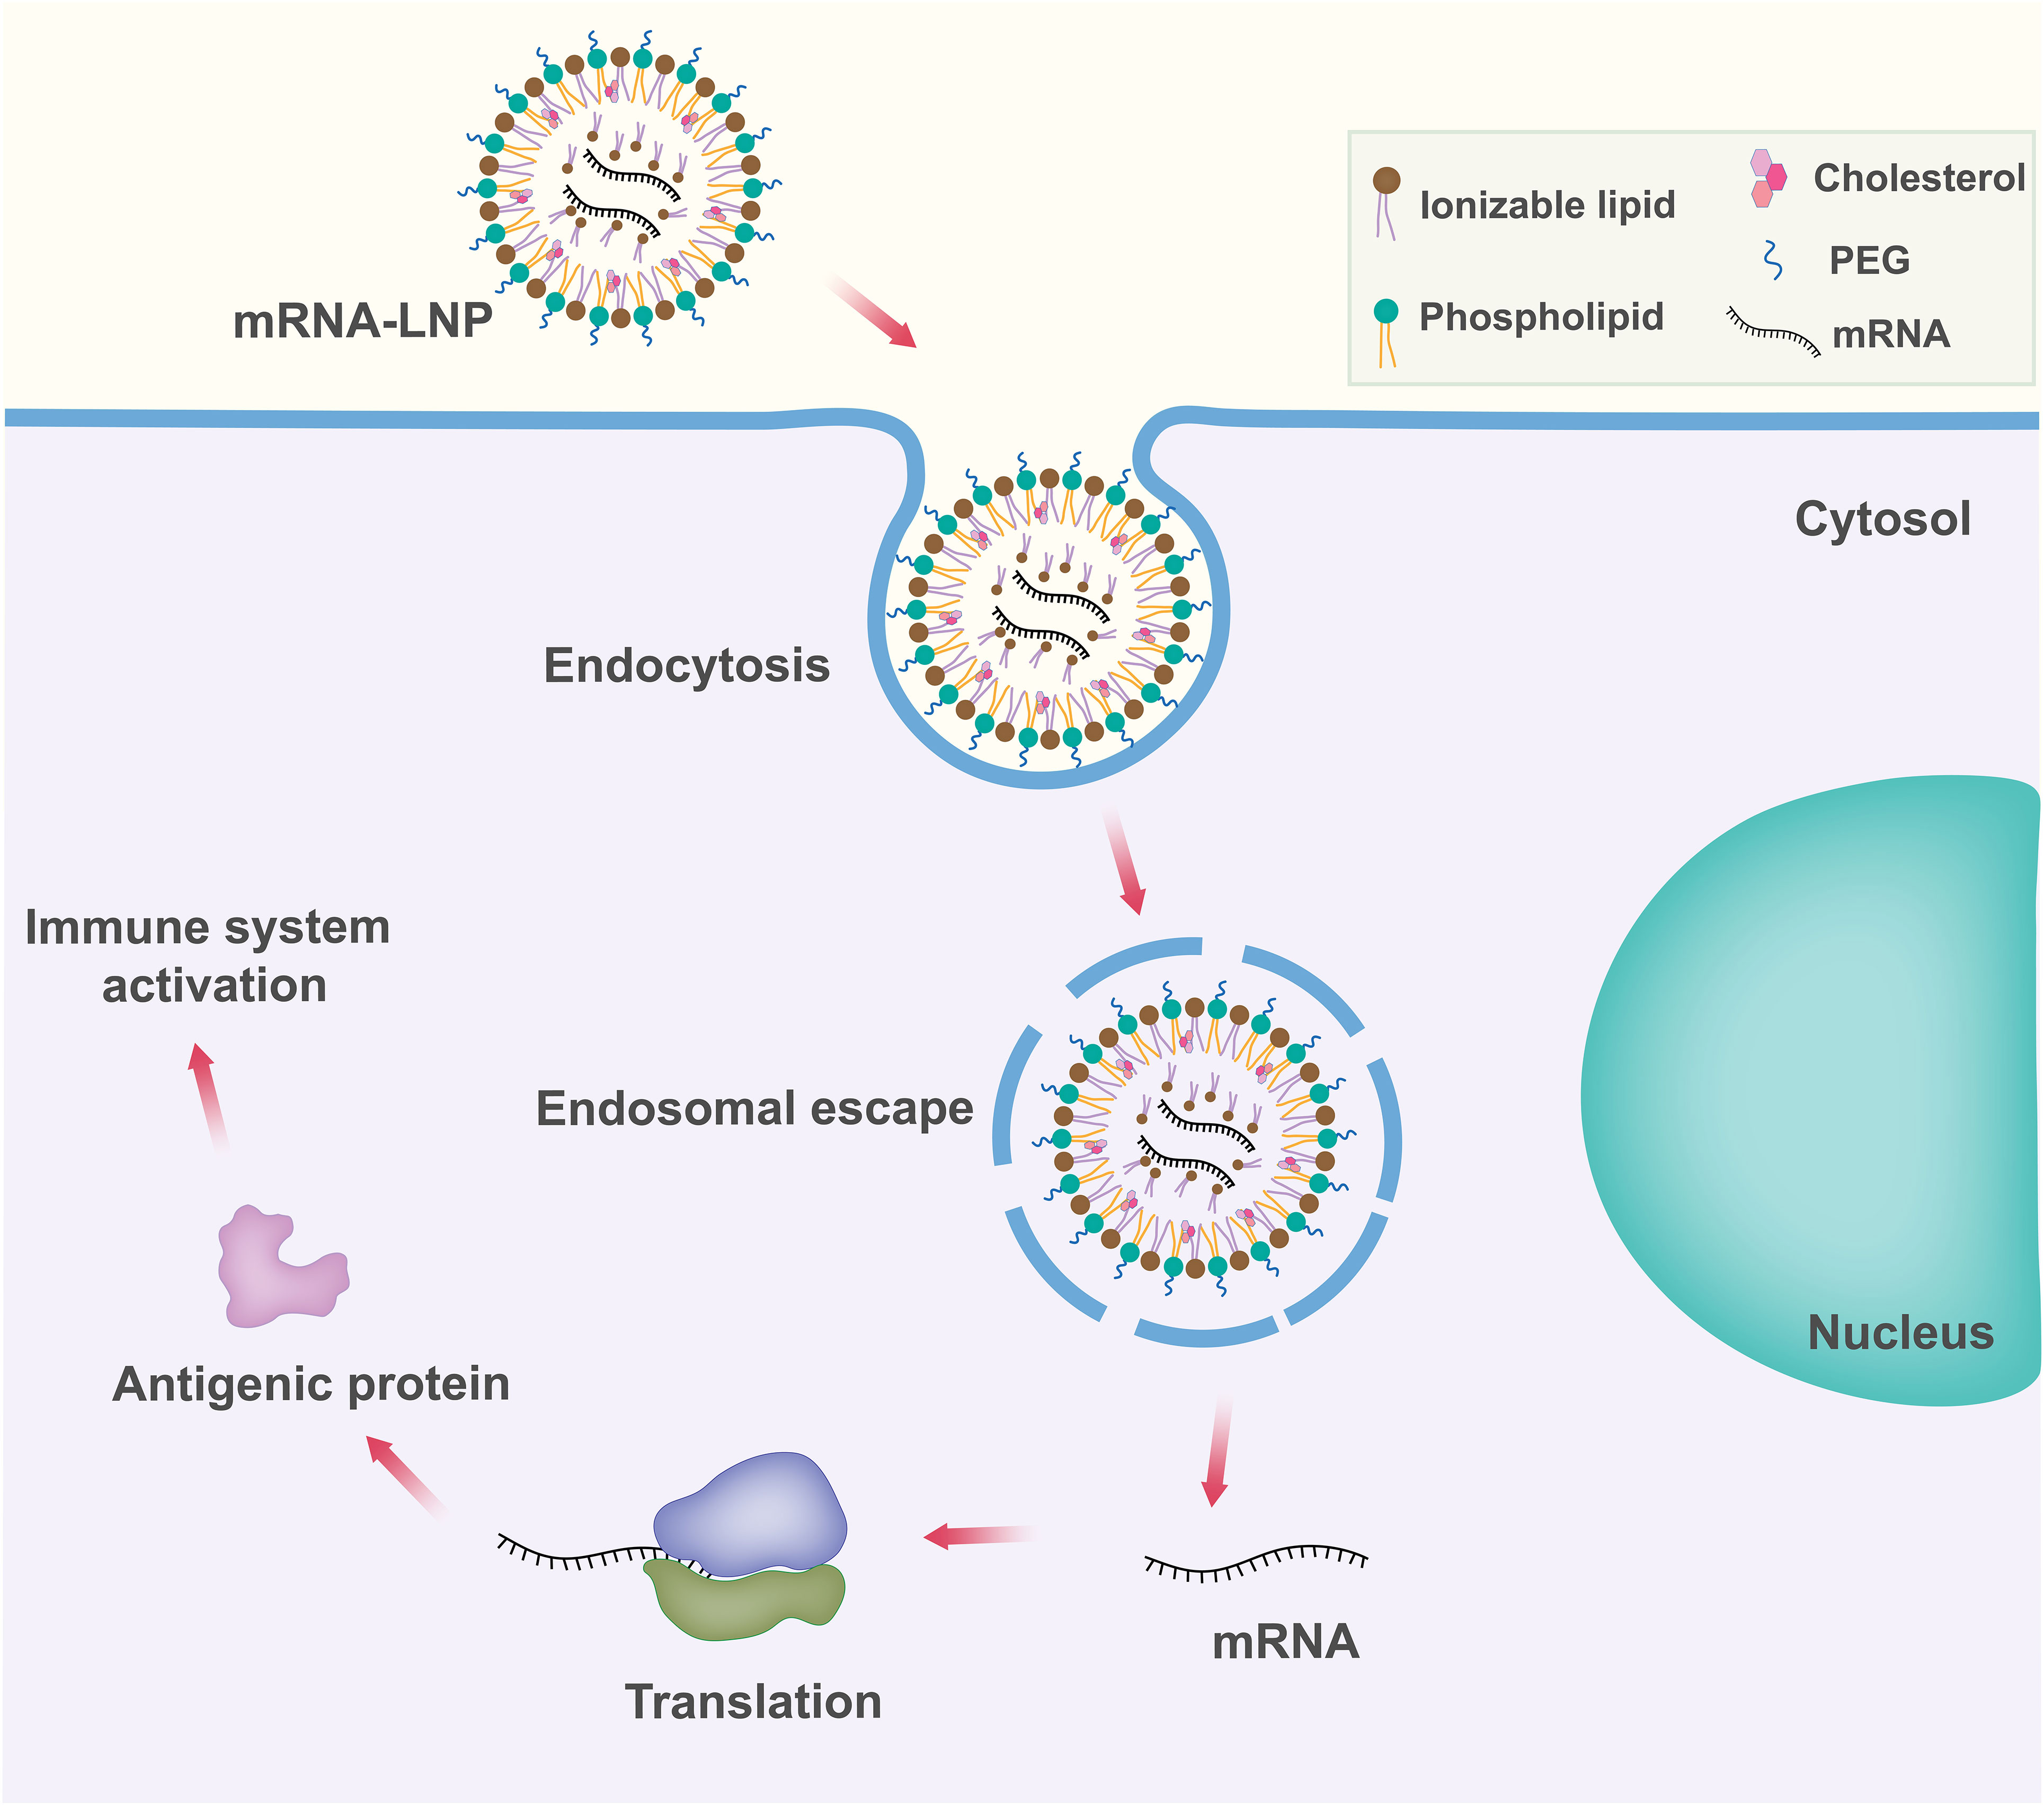 mRNA-LNP
Ionizable lipid
Phospholipid
Cholesterol
PEG
mRNA
Cytosol
Endocytosis
Immune system
activation
Endosomal escape
Nucleus
Antigenic protein
mRNA
Translation